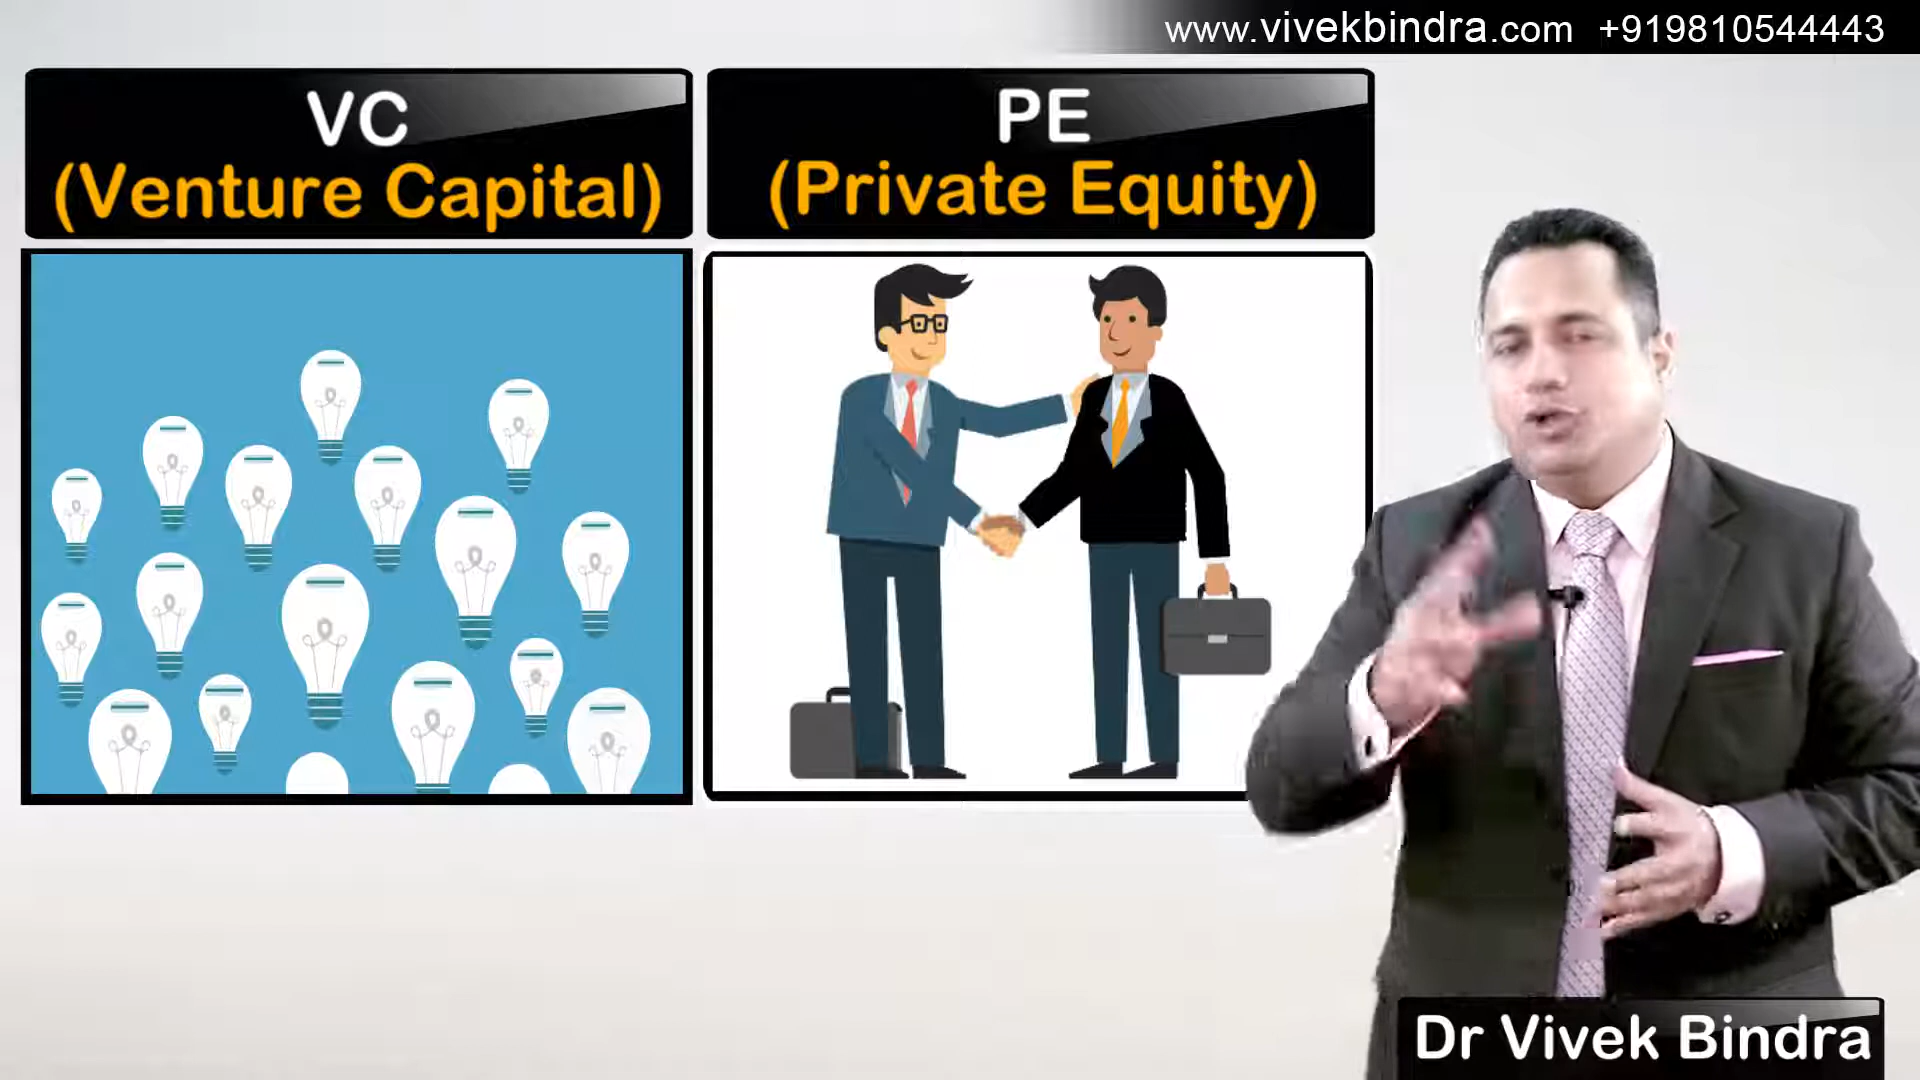 www.vivekbindra.com +919810544443
VC
(Venture Capital)
PE
(Private Equity)
Dr Vivek Bindra